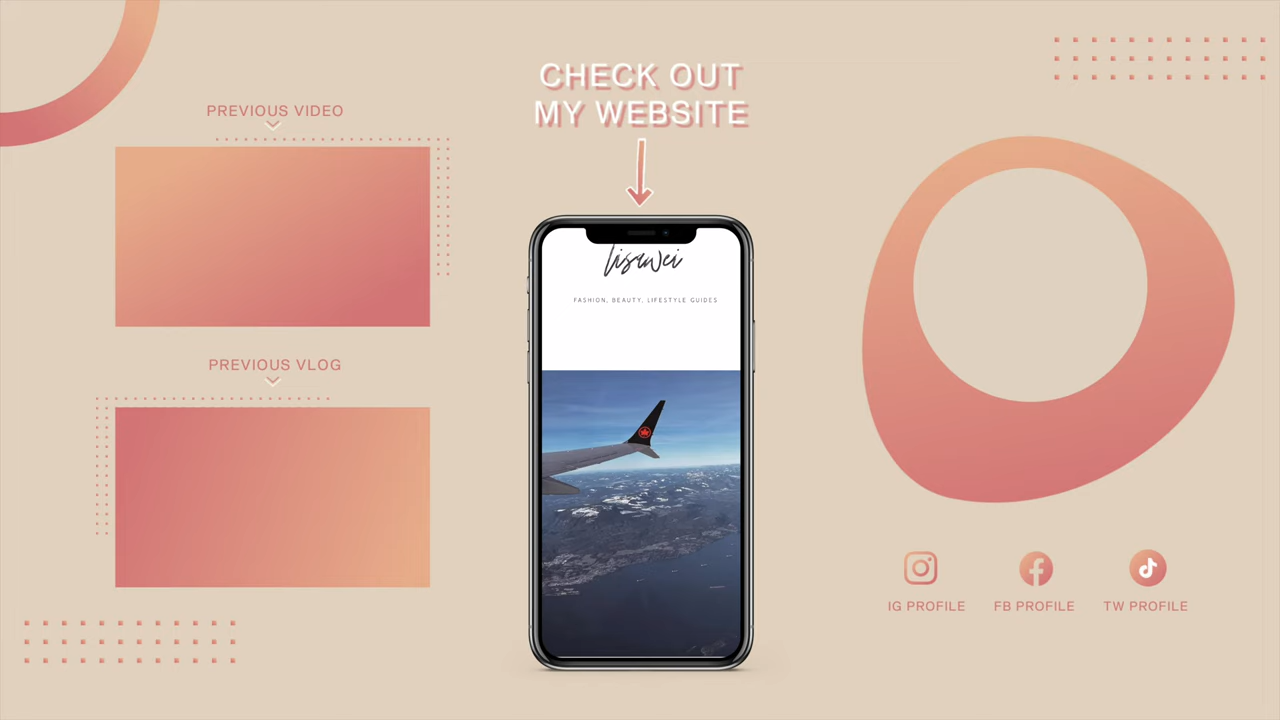 CHECK OUT
MY WEBSITE
PREVIOUS VIDEO
lisawei
FASHION, BEAUTY, LIFESTYLE GUIDES
PREVIOUS VLOG
IG PROFILE
FB PROFILE
TW PROFILE